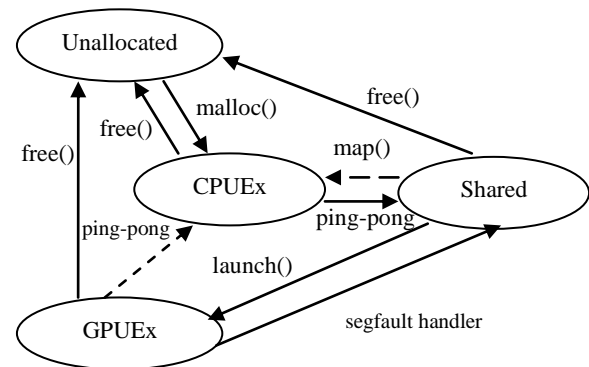 Unallocated
free()
malloc()
free()
free()
map()
CPUEx
Shared
ping-pong
ping-pong
launch()
segfault handler
GPUEx